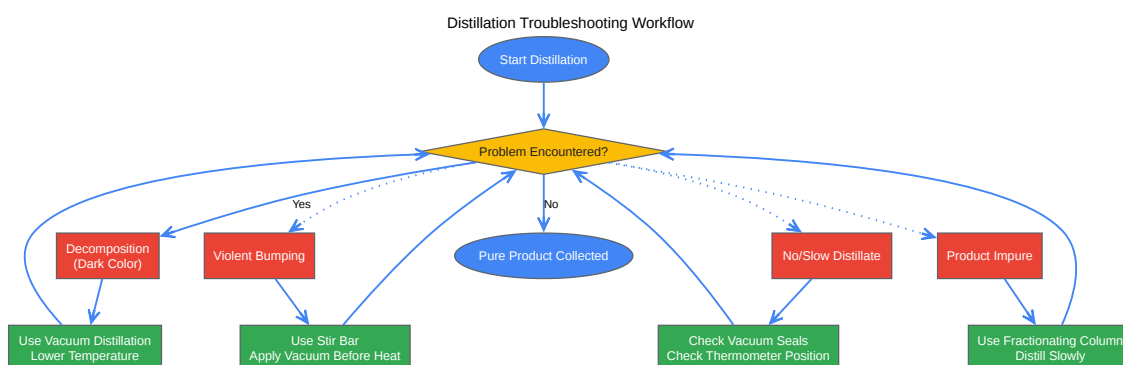 Distillation Troubleshooting Workflow
Start Distillation
Problem Encountered?
Yes
No
Decomposition
(Dark Color)
Violent Bumping
Pure Product Collected
No/Slow Distillate
Product Impure
Use Vacuum Distillation
Lower Temperature
Use Stir Bar
Apply Vacuum Before Heat
Check Vacuum Seals
Check Thermometer Position
Use Fractionating Column
Distill Slowly